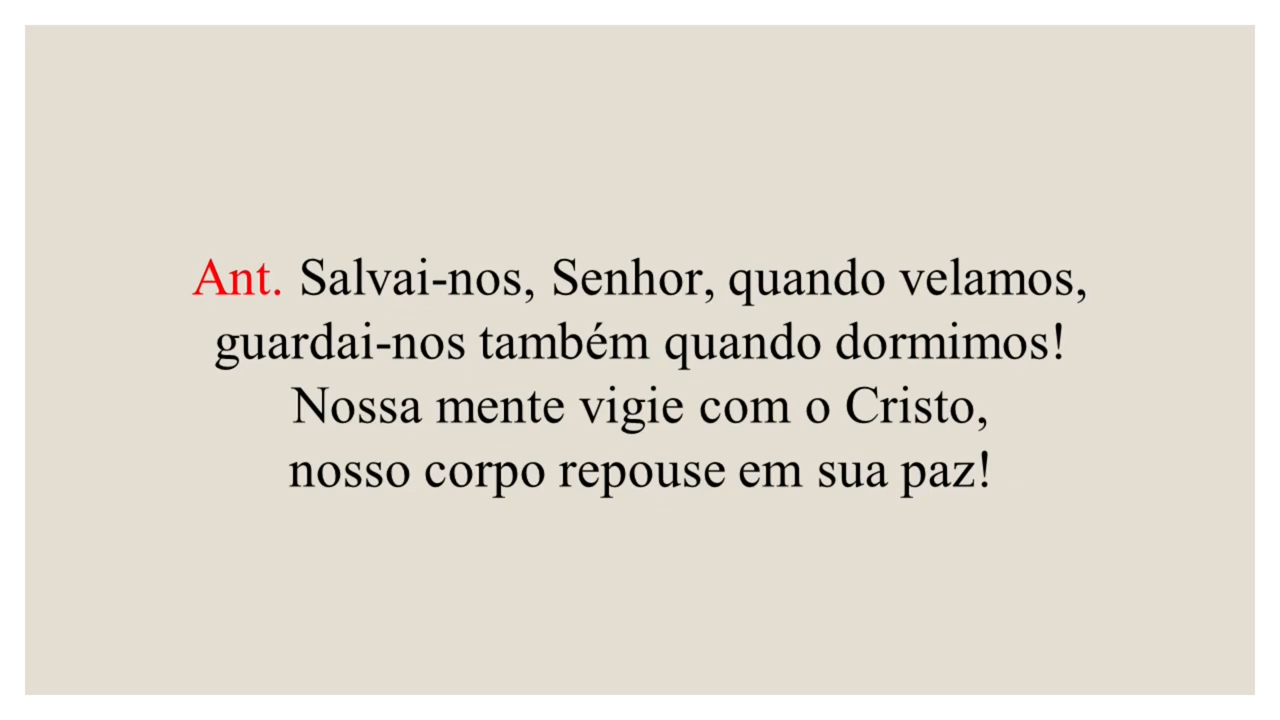 Ant. Salvai-nos, Senhor, quando velamos,
guardai-nos também quando dormimos!
Nossa mente vigie com o Cristo,
nosso corpo repouse em sua paz!